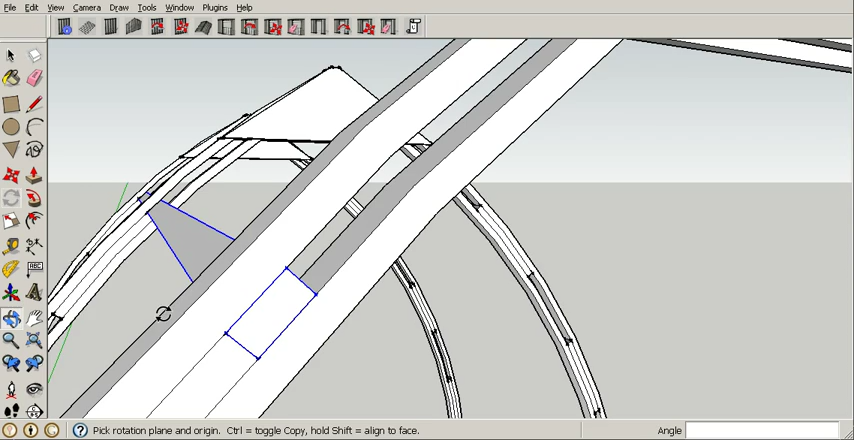 File Edit View Camera Draw Tools Window Plugins Help
ABC
Pick rotation plane and origin. Ctrl = toggle Copy, hold Shift = align to face. Angle